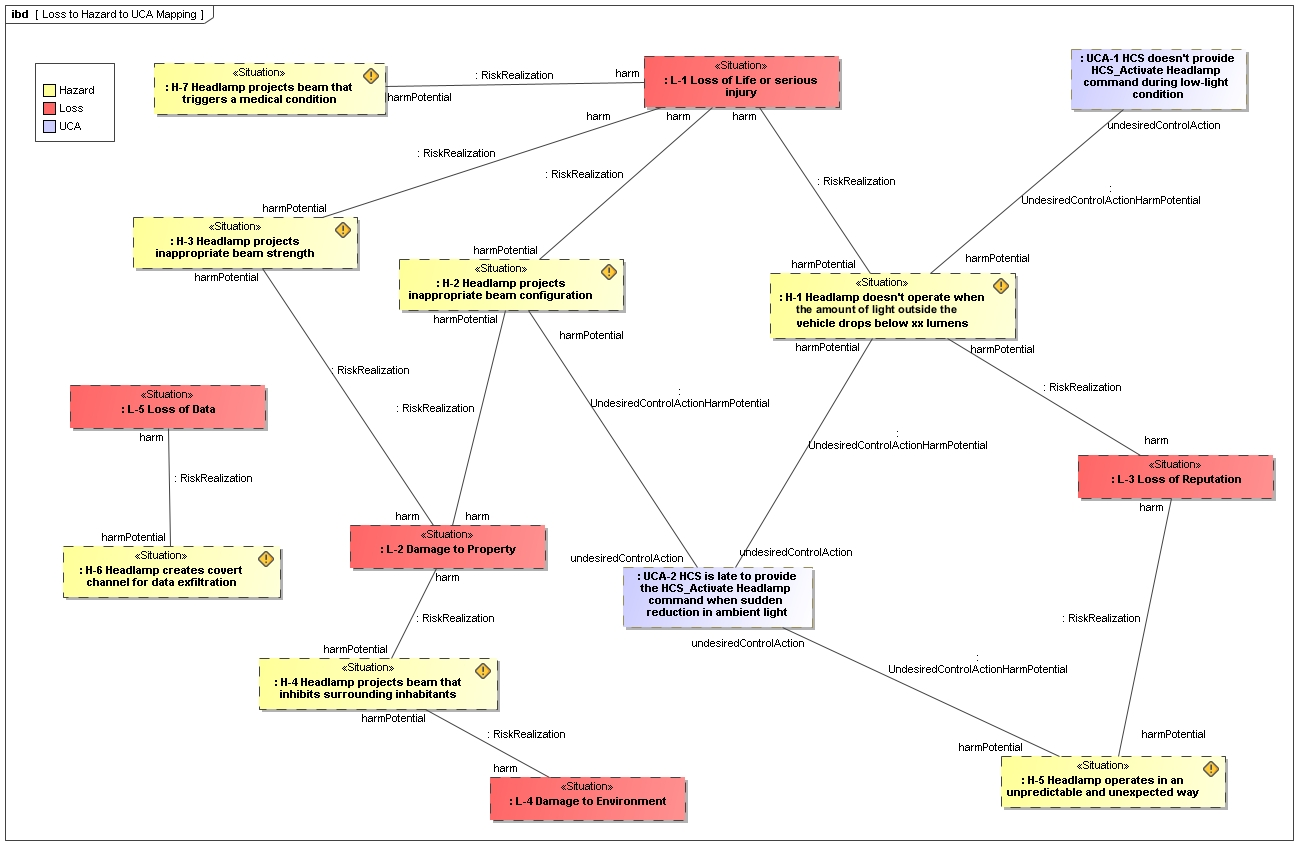 ibd [ Loss to Hazard to UCA Mapping ]
Hazard
Loss
UCA
«Situation»
: H-7 Headlamp projects beam that
triggers a medical condition
: RiskRealization
harm
harmPotential
«Situation»
: L-1 Loss of Life or serious
injury
: UCA-1 HCS doesn't provide
HCS_Activate Headlamp
command during low-light
condition
harm
harm
harm
undesiredControlAction
: RiskRealization
: RiskRealization
: RiskRealization
:
UndesiredControlActionHarmPotential
harmPotential
«Situation»
: H-3 Headlamp projects
inappropriate beam strength
harmPotential
harmPotential
«Situation»
: H-2 Headlamp projects
inappropriate beam configuration
harmPotential
harmPotential
harmPotential
harmPotential
«Situation»
: H-1 Headlamp doesn't operate when
the amount of light outside the
vehicle drops below xx lumens
harmPotential
harmPotential
: RiskRealization
: RiskRealization
:
UndesiredControlActionHarmPotential
: RiskRealization
:
UndesiredControlActionHarmPotential
«Situation»
: L-5 Loss of Data
harm
: RiskRealization
harmPotential
«Situation»
: H-6 Headlamp creates covert
channel for data exfiltration
harm
«Situation»
: L-3 Loss of Reputation
harm
harm
harm
«Situation»
: L-2 Damage to Property
harm
undesiredControlAction
undesiredControlAction
: UCA-2 HCS is late to provide
the HCS_Activate Headlamp
command when sudden
reduction in ambient light
undesiredControlAction
: RiskRealization
: RiskRealization
:
UndesiredControlActionHarmPotential
harmPotential
«Situation»
: H-4 Headlamp projects beam that
inhibits surrounding inhabitants
harmPotential
: RiskRealization
harm
«Situation»
: L-4 Damage to Environment
harmPotential
harmPotential
«Situation»
: H-5 Headlamp operates in an
unpredictable and unexpected way